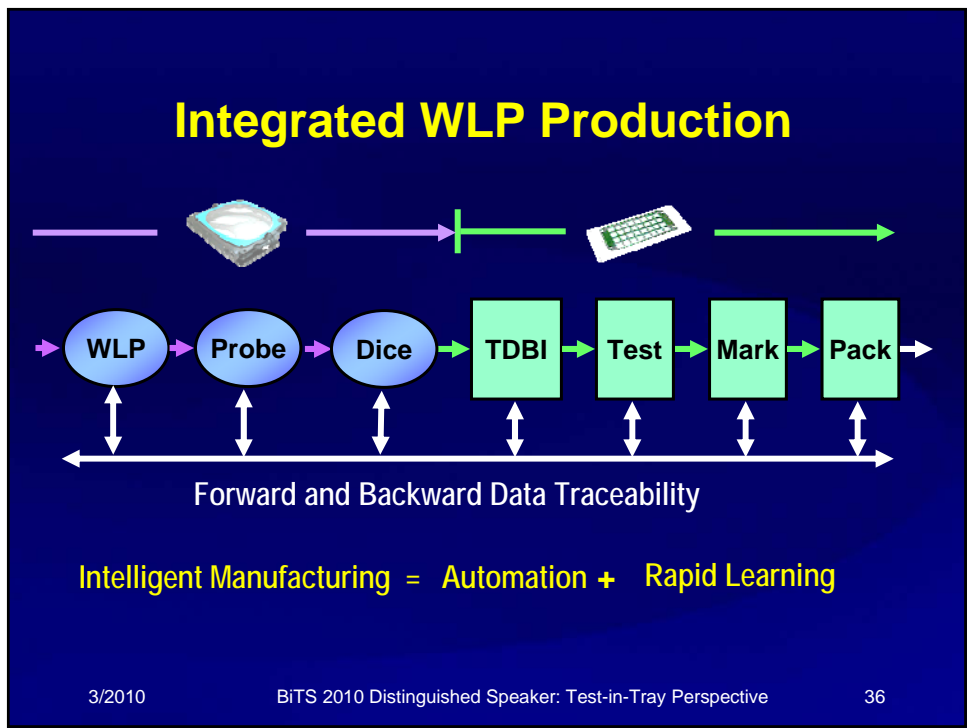 Integrated WLP Production
WLP Probe Dice TDBI Test Mark Pack
Forward and Backward Data Traceability
Intelligent Manufacturing = Automation + Rapid Learning
3/2010 BiTS 2010 Distinguished Speaker: Test-in-Tray Perspective 36